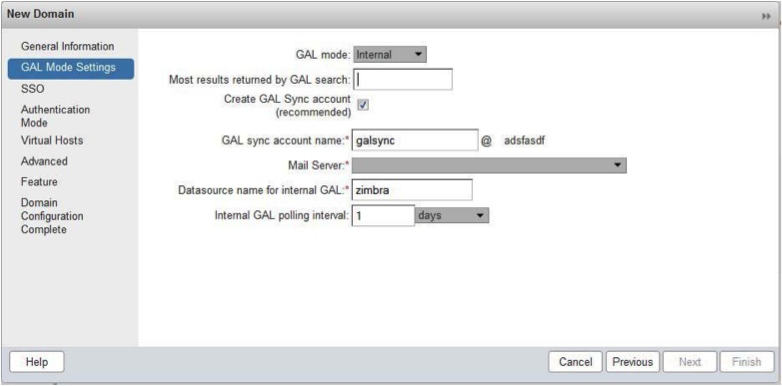 New Domain
General Information
GAL Mode Settings
SSO
Authentication
Mode
Virtual Hosts
Advanced
Feature
Domain
Configuration
Complete
GAL mode: Internal
Most results returned by GAL search:
Create GAL Sync account
(recommended)
GAL sync account name:* galsync @ adsfasdf
Mail Server:*
Datasource name for internal GAL:* zimbra
Internal GAL polling interval: 1 days
Help
Cancel Previous Next Finish